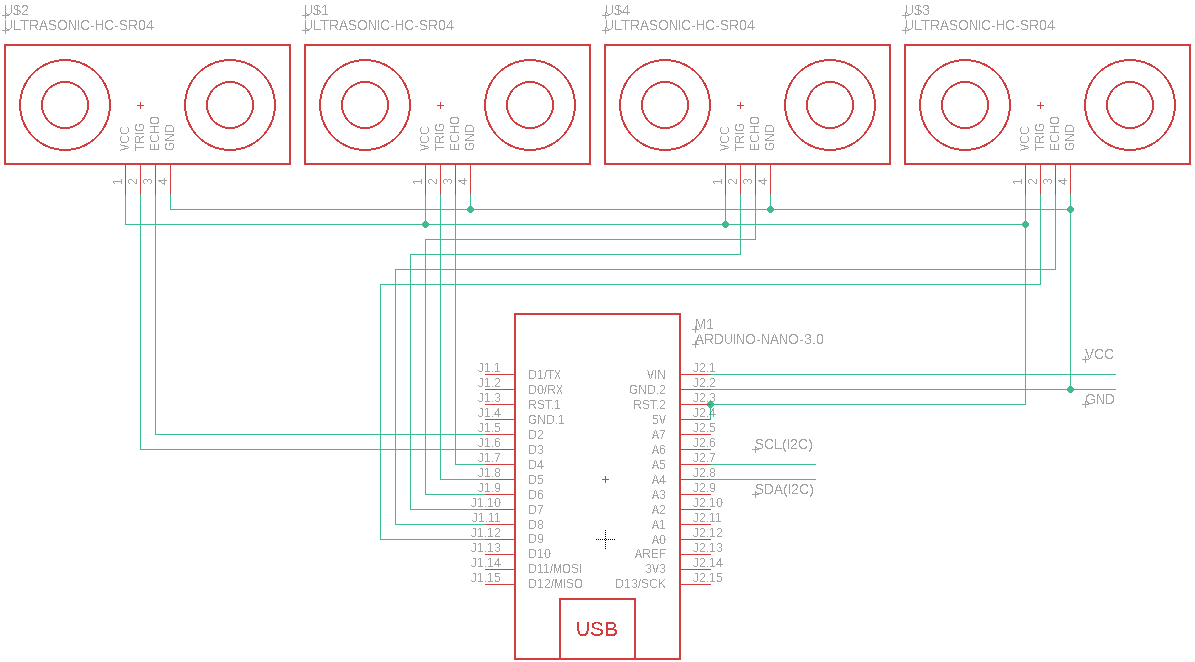 U$2
ULTRASONIC-HC-SR04
U$1
ULTRASONIC-HC-SR04
U$4
ULTRASONIC-HC-SR04
U$3
ULTRASONIC-HC-SR04
VCC
TRIG
ECHO
GND
VCC
TRIG
ECHO
GND
VCC
TRIG
ECHO
GND
VCC
TRIG
ECHO
GND
1
2
3
4
1
2
3
4
1
2
3
4
1
2
3
4
M1
ARDUINO-NANO-3.0
VCC
GND
SCL(I2C)
SDA(I2C)
J1.1 D1/TX VIN J2.1
J1.2 D0/RX GND.2 J2.2
J1.3 RST.1 RST.2 J2.3
J1.4 GND.1 5V J2.4
J1.5 D2 A7 J2.5
J1.6 D3 A6 J2.6
J1.7 D4 A5 J2.7
J1.8 D5 A4 J2.8
J1.9 D6 A3 J2.9
J1.10 D7 A2 J2.10
J1.11 D8 A1 J2.11
J1.12 D9 A0 J2.12
J1.13 D10 AREF J2.13
J1.14 D11/MOSI 3V3 J2.14
J1.15 D12/MISO D13/SCK J2.15
USB